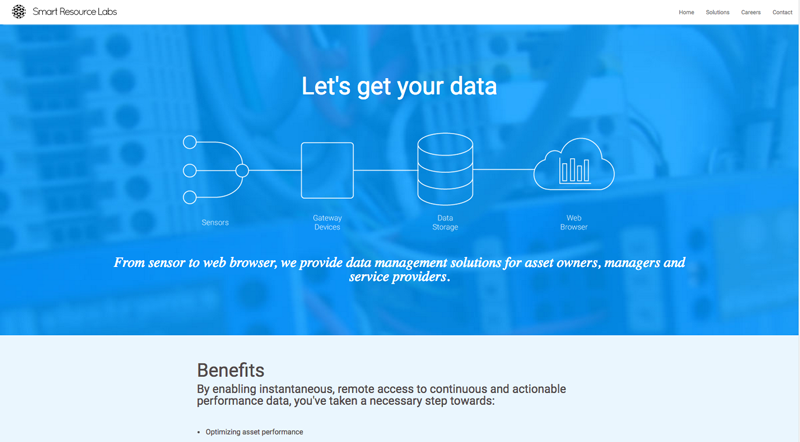 Smart Resource Labs
Home Solutions Careers Contact
Let's get your data
Sensors
Gateway
Devices
Data
Storage
Web
Browser
From sensor to web browser, we provide data management solutions for asset owners, managers and
service providers.
Benefits
By enabling instantaneous, remote access to continuous and actionable
performance data, you've taken a necessary step towards:
• Optimizing asset performance